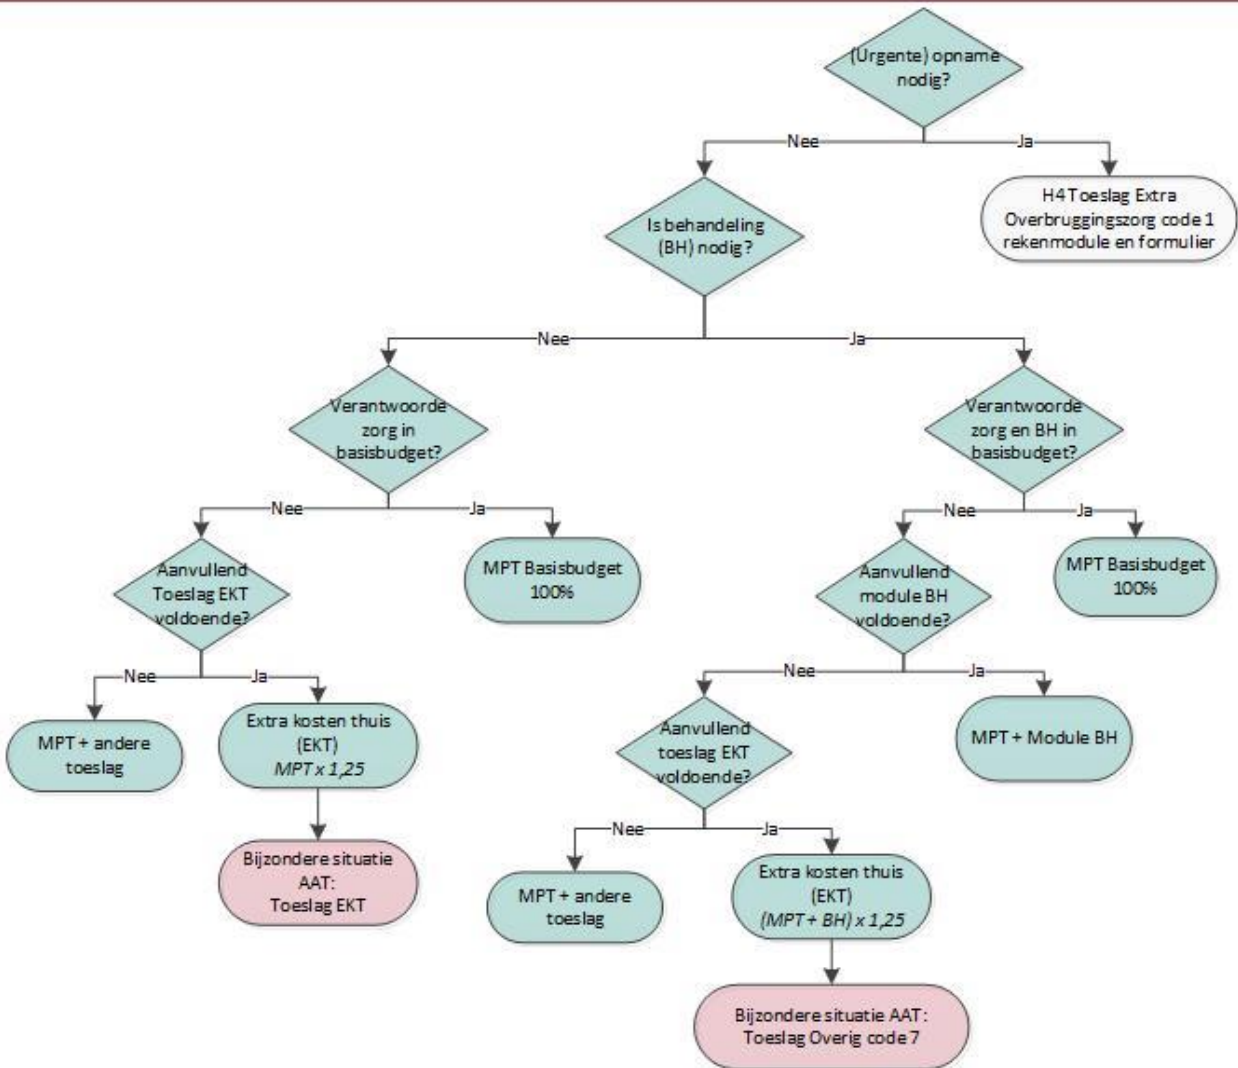 (Urgente) opname
nodig?
Nee
Ja
H4 Toeslag Extra
Overbruggingszorg code 1
rekenmodule en formulier
Is behandeling
(BH) nodig?
Nee
Ja
Verantwoorde
zorg in
basisbudget?
Verantwoorde
zorg en BH in
basisbudget?
Nee
Ja
Nee
Ja
Aanvullend
Toeslag EKT
voldoende?
MPT Basisbudget
100%
Aanvullend
module BH
voldoende?
MPT Basisbudget
100%
Nee
Ja
Nee
Ja
MPT + andere
toeslag
Extra kosten thuis
(EKT)
MPT x 1,25
Aanvullend
toeslag EKT
voldoende?
MPT + Module BH
Nee
Ja
Bijzondere situatie
AAT:
Toeslag EKT
MPT + andere
toeslag
Extra kosten thuis
(EKT)
(MPT + BH) x 1,25
Bijzondere situatie AAT:
Toeslag Overig code 7